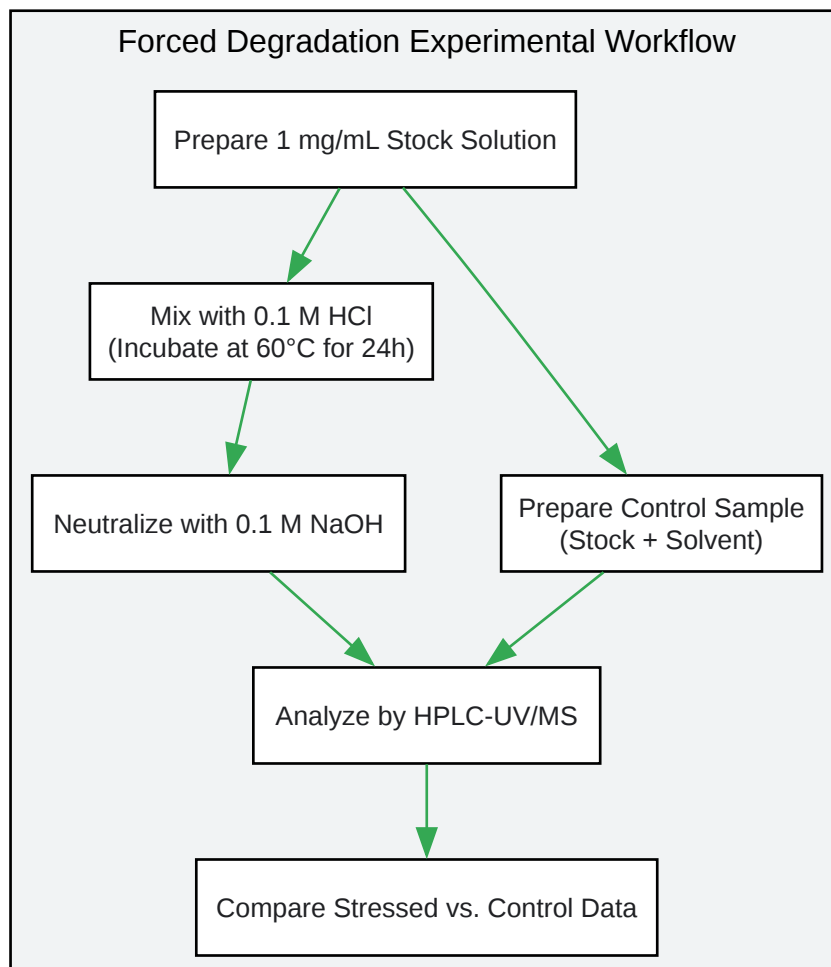 Forced Degradation Experimental Workflow
Prepare 1 mg/mL Stock Solution
Mix with 0.1 M HCl
(Incubate at 60°C for 24h)
Neutralize with 0.1 M NaOH
Prepare Control Sample
(Stock + Solvent)
Analyze by HPLC-UV/MS
Compare Stressed vs. Control Data